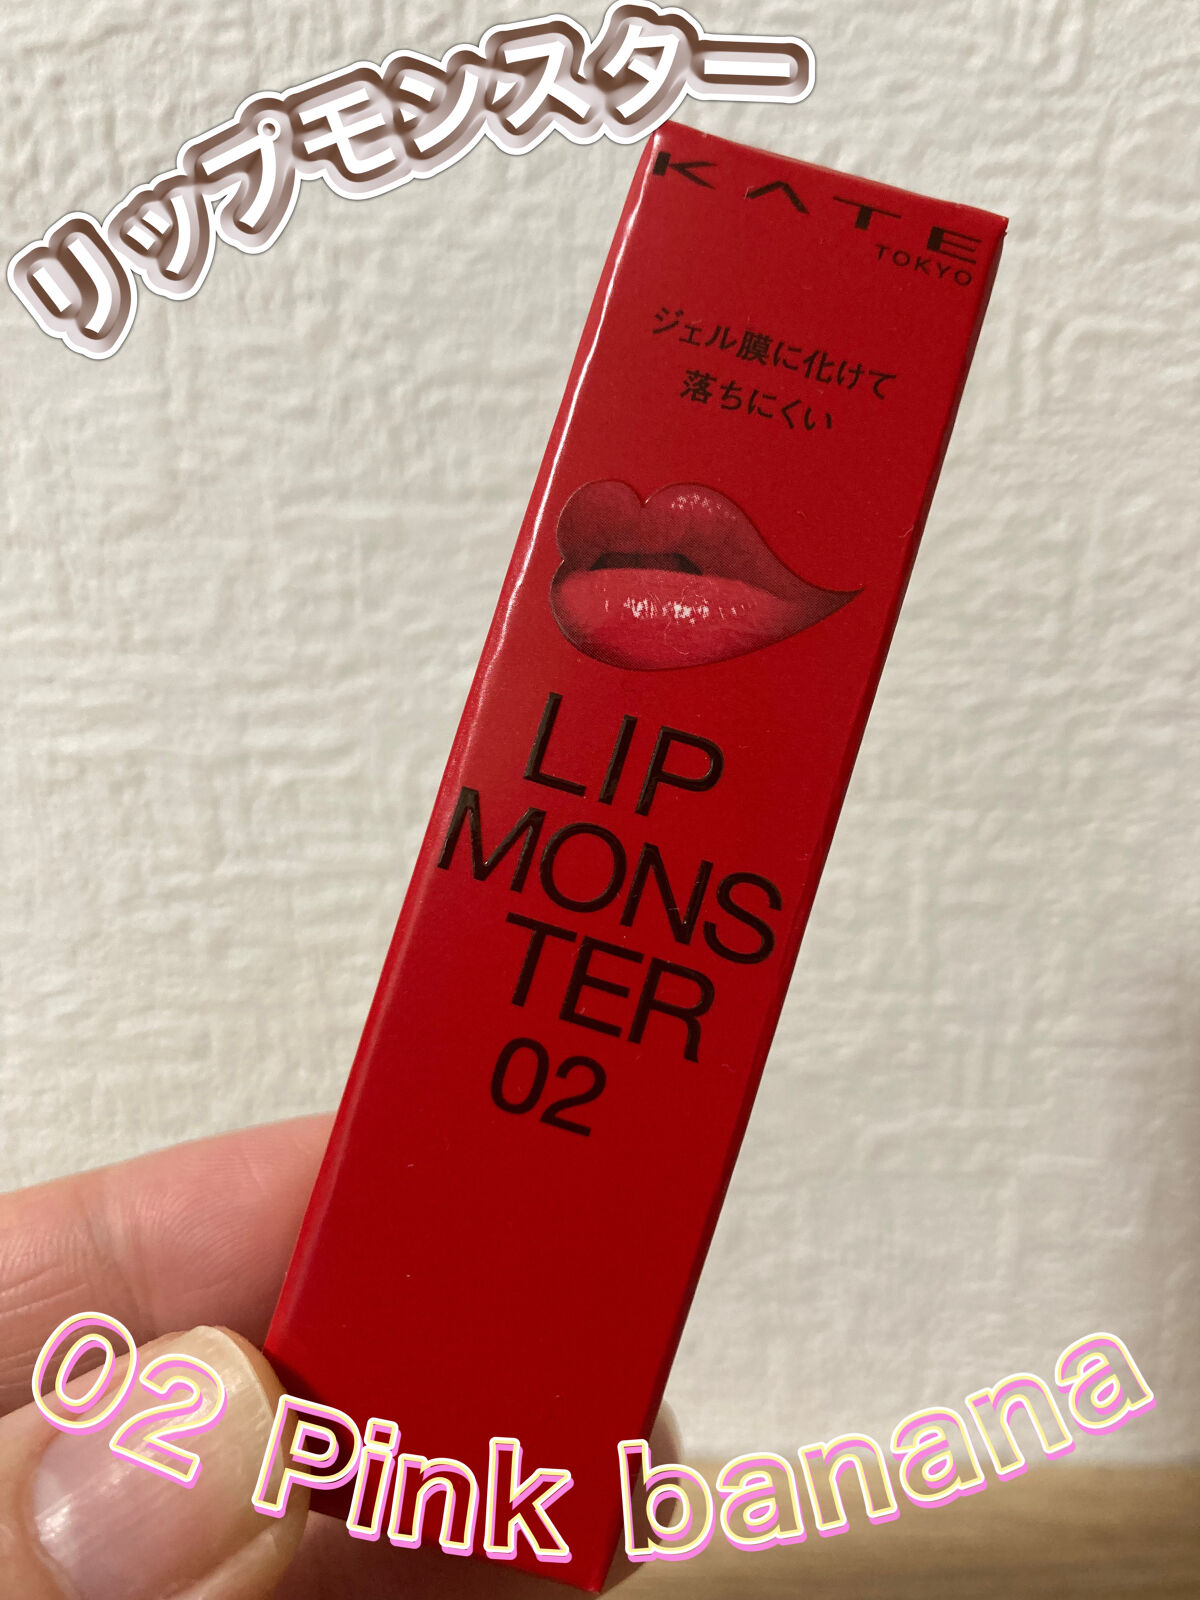 リップモンスター
KATE
TOKYO
ジェル膜に化けて
落ちにくい
LIP
MONS
TER
02
02 Pink banana